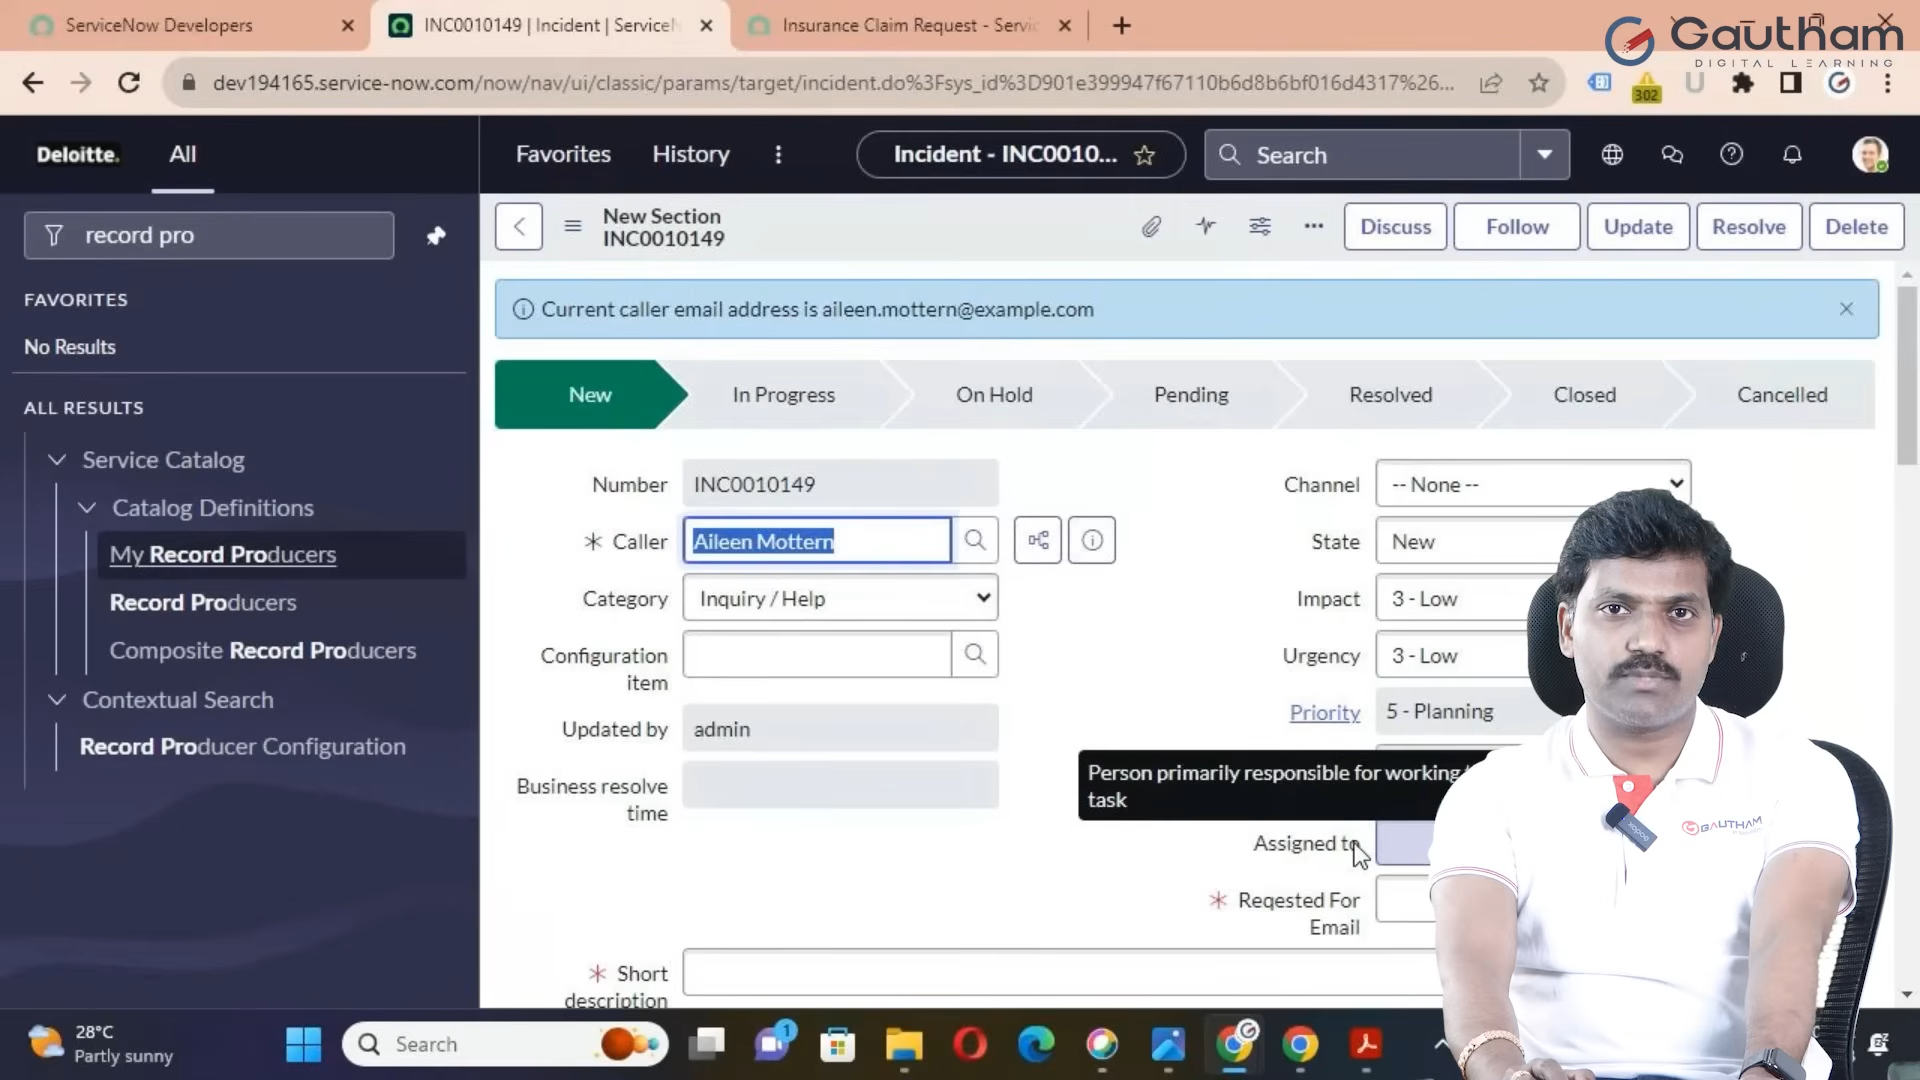 ServiceNow Developers
INC0010149 | Incident | Service
Insurance Claim Request - Servic
Gautham
DIGITAL LEARNING
dev194165.service-now.com/now/nav/ui/classic/params/target/incident.do%3Fsys_id%3D901e399947f67110b6d8b6bf016d4317%26...
302
Deloitte.
All
Favorites
History
Incident - INC0010...
Search
record pro
New Section
INC0010149
Discuss
Follow
Update
Resolve
Delete
FAVORITES
No Results
ALL RESULTS
Service Catalog
Catalog Definitions
My Record Producers
Record Producers
Composite Record Producers
Contextual Search
Record Producer Configuration
Current caller email address is aileen.mottern@example.com
New
In Progress
On Hold
Pending
Resolved
Closed
Cancelled
Number
INC0010149
Channel
-- None --
Caller
Aileen Mottern
State
New
Category
Inquiry / Help
Impact
3 - Low
Configuration
item
Urgency
3 - Low
Updated by
admin
Priority
5 - Planning
Business resolve
time
Person primarily responsible for working
task
Assigned to
Reqested For
Email
Short
description
GAUTHAM
28°C
Partly sunny
Search
1